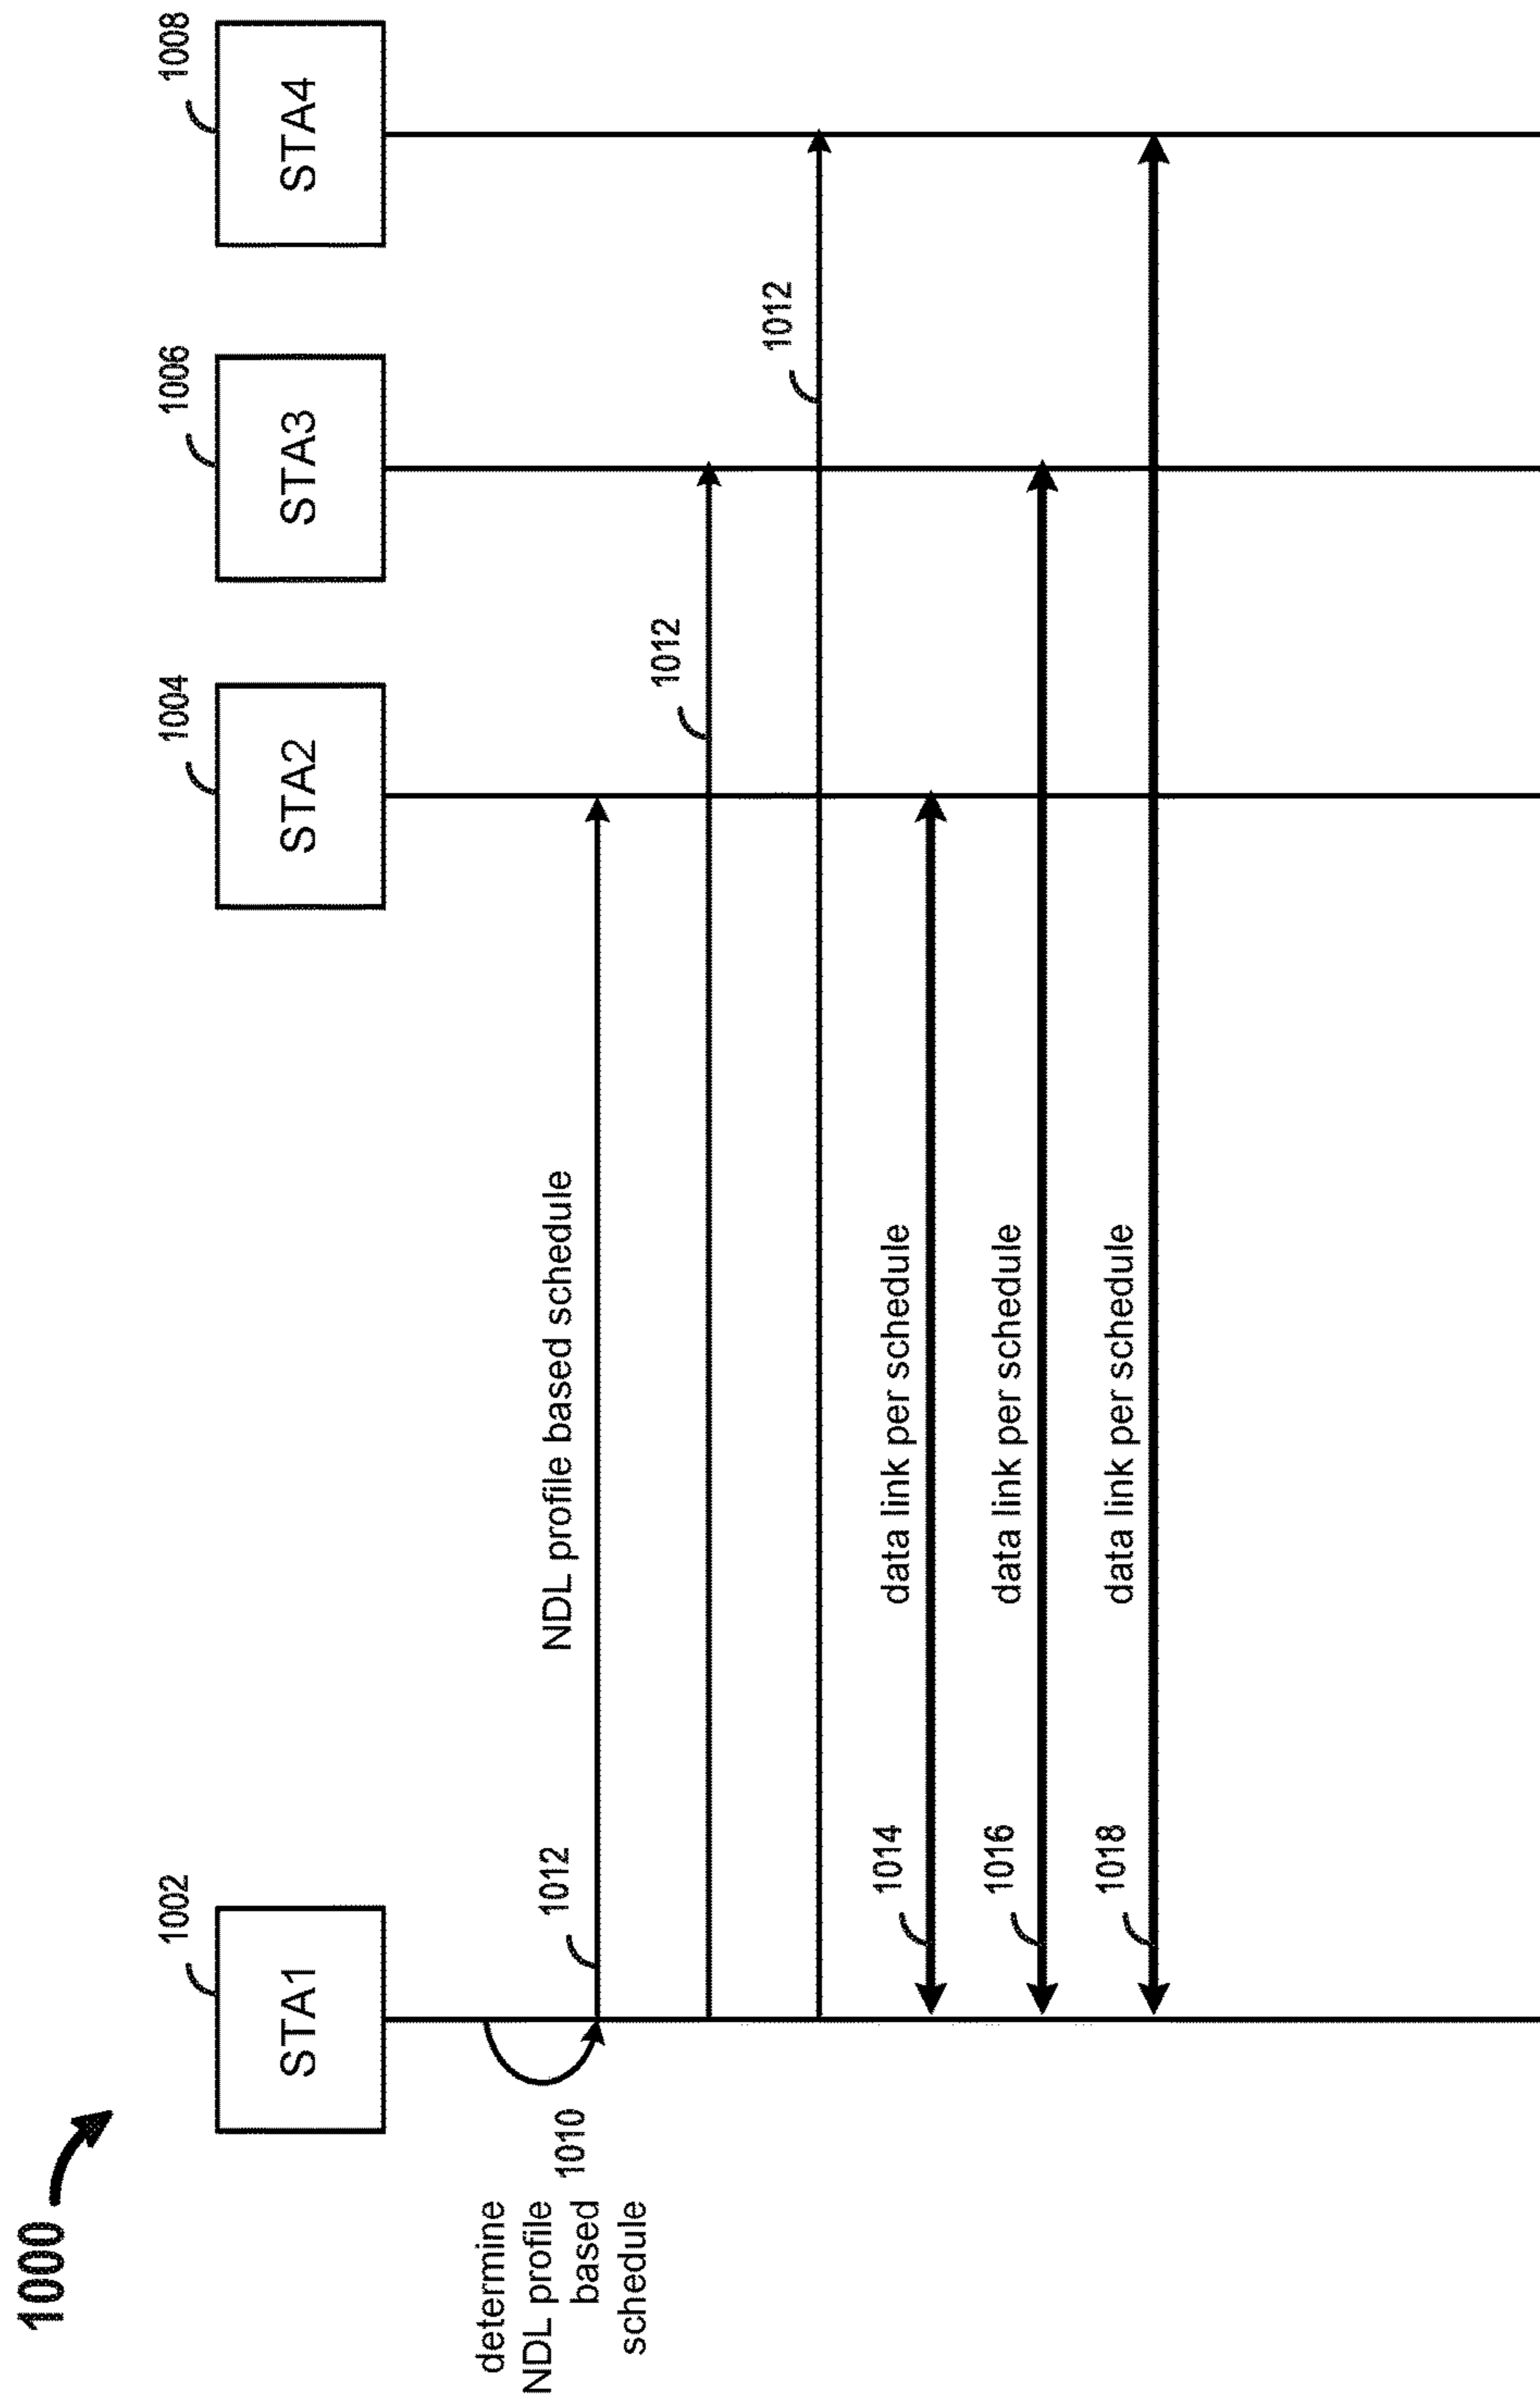 1000
1002
1004
1006
1008
STA1
STA2
STA3
STA4
determine
NDL profile
based
schedule
1010
1012
NDL profile based schedule
1012
1012
1014
data link per schedule
1016
data link per schedule
1018
data link per schedule